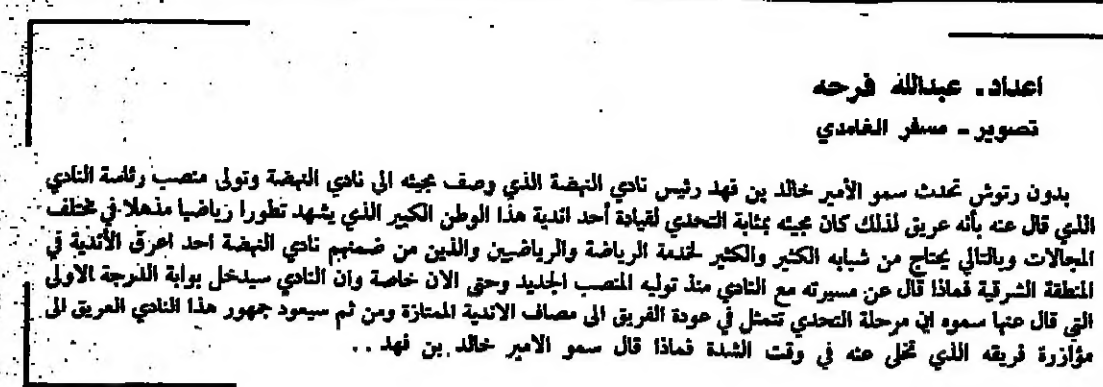 اعداد ـ عبدالله فرحه
تصوير ـ مسفر الغامدي
بدون رتوش تحدث سمو الأمير خالد بن فهد رئيس نادي النهضة الذي وصف مجيئه الى نادي النهضة وتولى منصب رئاسة النادي
الذي قال عنه بأنه عريق لذلك كان مجيئه بمثابة التحدي لقيادة أحد اندية هذا الوطن الكبير الذي يشهد تطورا رياضيا مذهلا في مختلف
المجالات وبالتالي يحتاج من شبابه الكثير والكثير لخدمة الرياضة والرياضيين والذين من ضمنهم نادي النهضة احد اعرق الأندية في
المنطقة الشرقية فماذا قال عن مسيرته مع النادي منذ توليه المنصب الجديد وحتى الان خاصة وان النادي سيدخل بوابة الدرجة الاولى
التي قال عنها سموه ان مرحلة التحدي تتمثل في عودة الفريق الى مصاف الاندية الممتازة ومن ثم سيعود جمهور هذا النادي العريق الى
مؤازرة فريقه الذي تخلى عنه في وقت الشدة فماذا قال سمو الامير خالد بن فهد ..